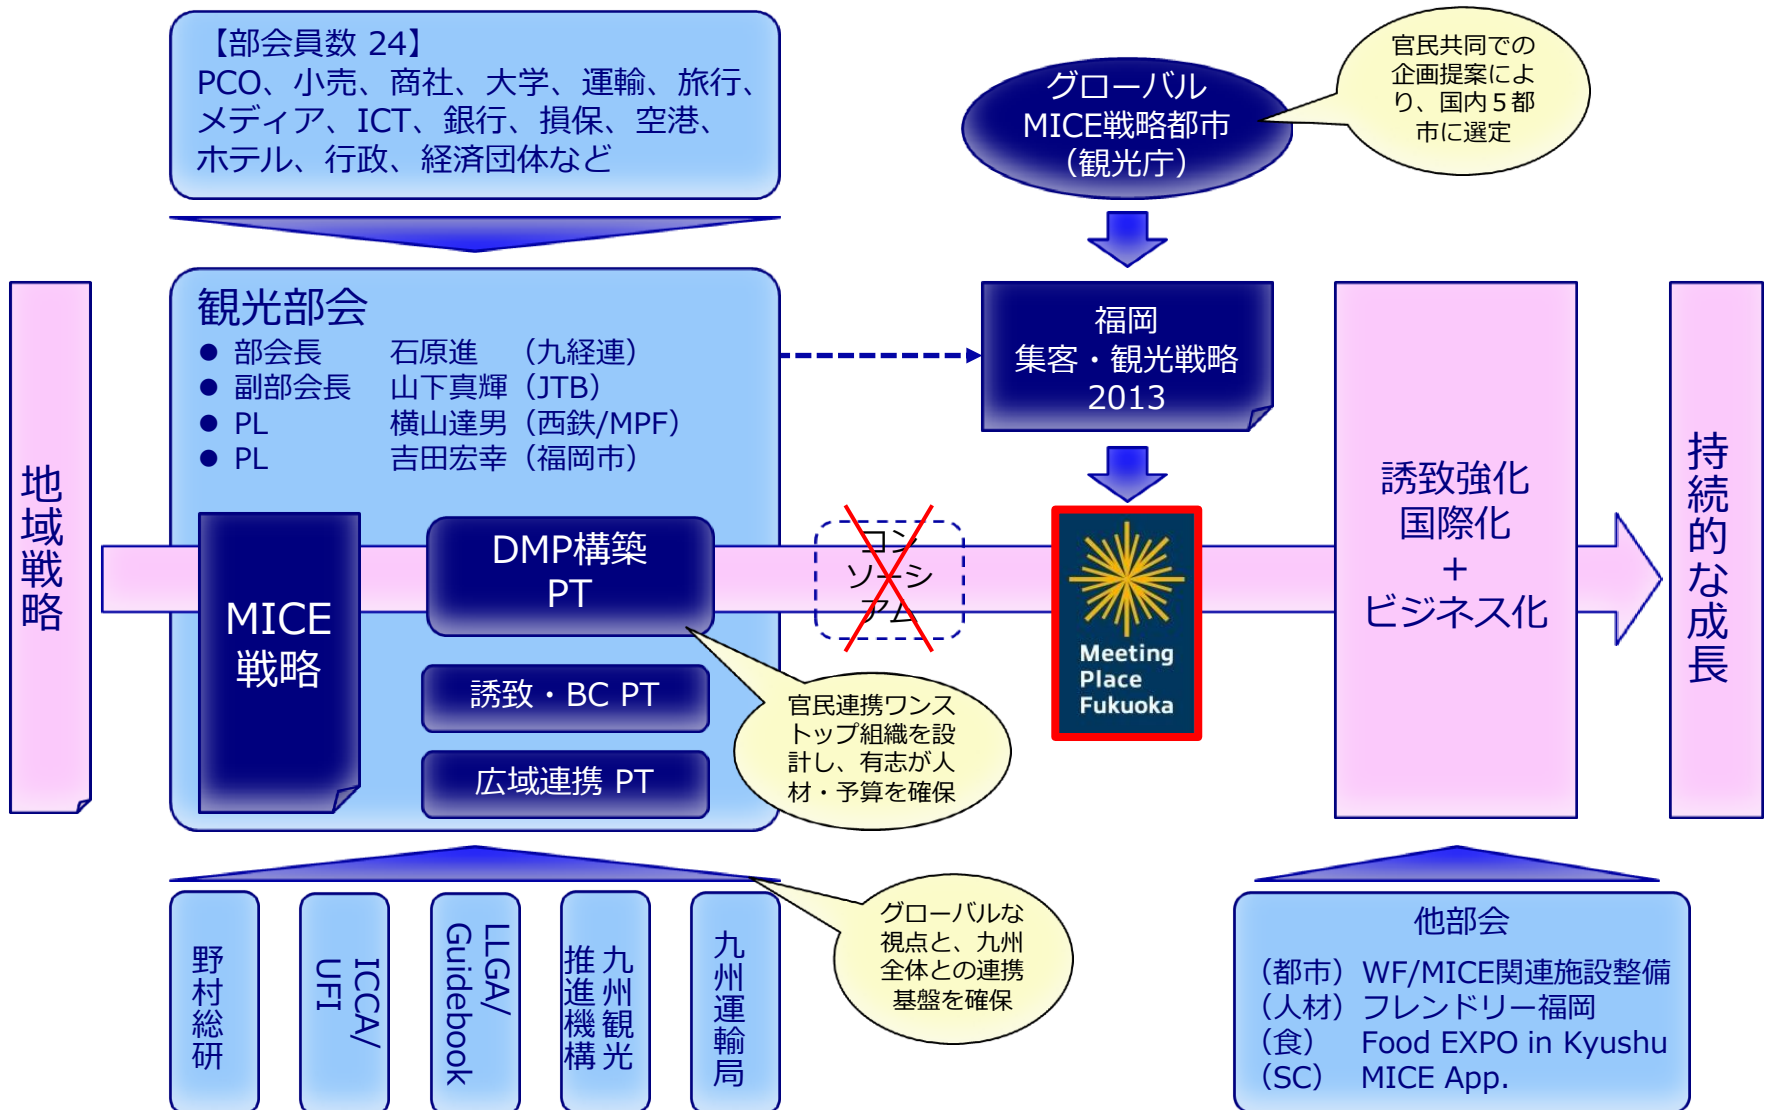 【部会員数 24】
PCO、小売、商社、大学、運輸、旅行、
メディア、ICT、銀行、損保、空港、
ホテル、行政、経済団体など
グローバル
MICE戦略都市
（観光庁）
官民共同での
企画提案によ
り、国内５都
市に選定
地域戦略
観光部会
● 部会長 石原進 （九経連）
● 副部会長 山下真輝（JTB）
● PL 横山達男（西鉄/MPF）
● PL 吉田宏幸（福岡市）
福岡
集客・観光戦略
2013
MICE
戦略
DMP構築
PT
誘致・BC PT
広域連携 PT
コン
ソーシ
アム
官民連携ワンス
トップ組織を設
計し、有志が人
材・予算を確保
Meeting
Place
Fukuoka
誘致強化
国際化
+
ビジネス化
持続的な成長
野村総研
ICCA/
UFI
LLGA/
Guidebook
九州観光
推進機構
九州運輸局
グローバルな
視点と、九州
全体との連携
基盤を確保
他部会
（都市）WF/MICE関連施設整備
（人材）フレンドリー福岡
（食） Food EXPO in Kyushu
（SC） MICE App.